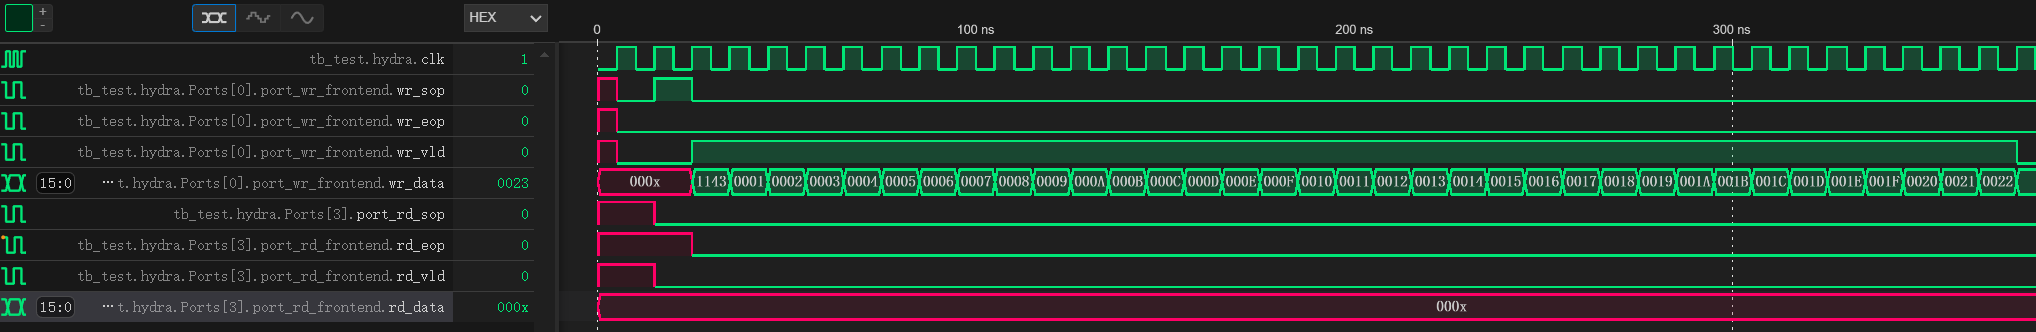 +
-
HEX
0 100 ns 200 ns 300 ns
tb_test.hydra.clk 1
tb_test.hydra.Ports[0].port_wr_frontend.wr_sop 0
tb_test.hydra.Ports[0].port_wr_frontend.wr_eop 0
tb_test.hydra.Ports[0].port_wr_frontend.wr_vld 0
15:0 ⋯t.hydra.Ports[0].port_wr_frontend.wr_data 0023 000x 1143 0001 0002 0003 0004 0005 0006 0007 0008 0009 000A 000B 000C 000D 000E 000F 0010 0011 0012 0013 0014 0015 0016 0017 0018 0019 001A 001B 001C 001D 001E 001F 0020 0021 0022
tb_test.hydra.Ports[3].port_rd_sop 0
tb_test.hydra.Ports[3].port_rd_frontend.rd_eop 0
tb_test.hydra.Ports[3].port_rd_frontend.rd_vld 0
15:0 ⋯t.hydra.Ports[3].port_rd_frontend.rd_data 000x 000x